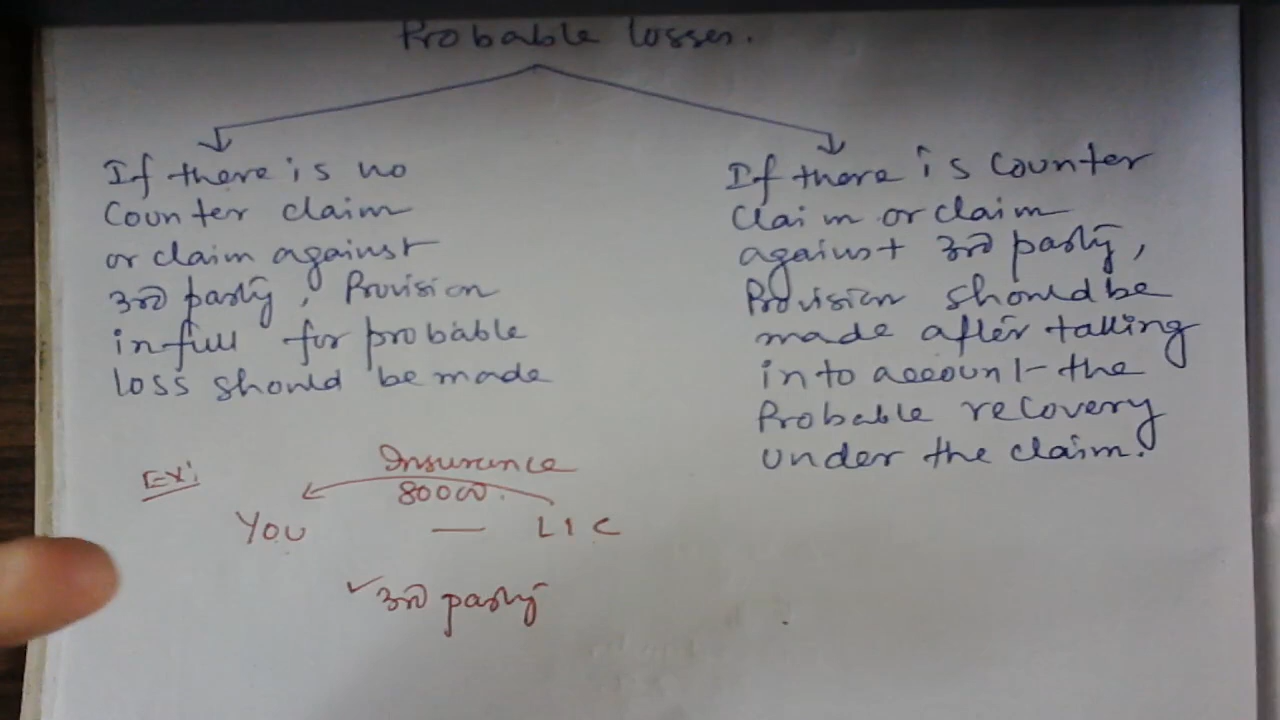 Probable losses.
If there is no
Counter claim
or claim against
3rd party, Provision
in full for probable
loss should be made
If there is counter
claim or claim
against 3rd party,
Provision should be
made after taking
into account the
Probable recovery
under the claim.
Ex:
Insurance
80000.
You — LIC
✓3rd party